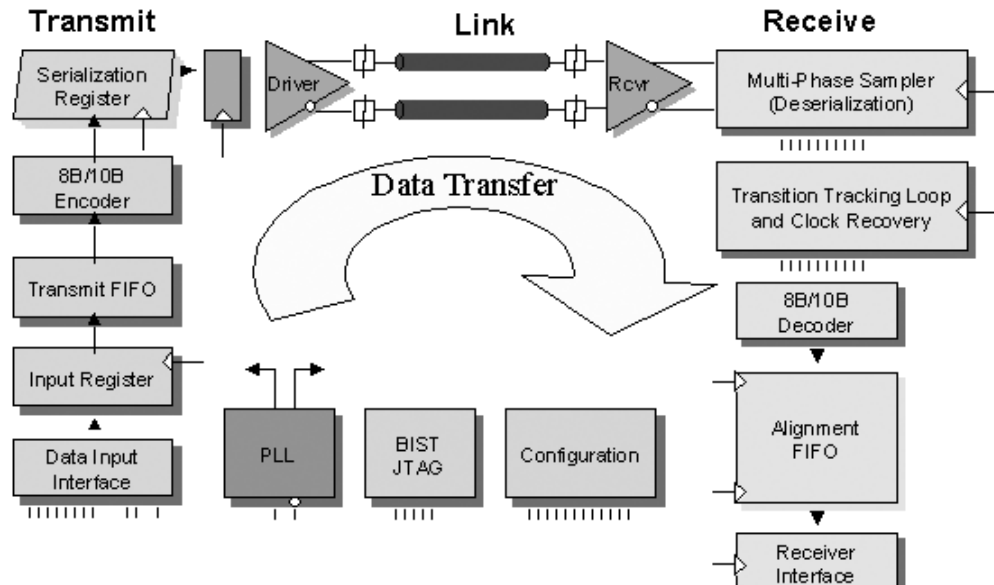 Transmit
Link
Receive
Serialization
Register
Driver
Rcvr
Multi-Phase Sampler
(Deserialization)
8B/10B
Encoder
Data Transfer
Transition Tracking Loop
and Clock Recovery
Transmit FIFO
8B/10B
Decoder
Input Register
Data Input
Interface
PLL
BIST
JTAG
Configuration
Alignment
FIFO
Receiver
Interface